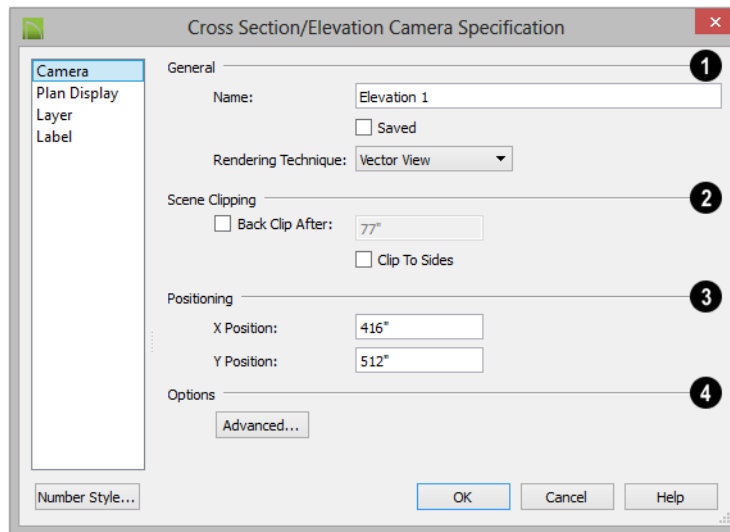 Cross Section/Elevation Camera Specification
Camera
Plan Display
Layer
Label
General
1
Name:
Elevation 1
Saved
Rendering Technique:
Vector View
Scene Clipping
2
Back Clip After:
77"
Clip To Sides
Positioning
3
X Position:
416"
Y Position:
512"
Options
4
Advanced...
Number Style...
OK
Cancel
Help